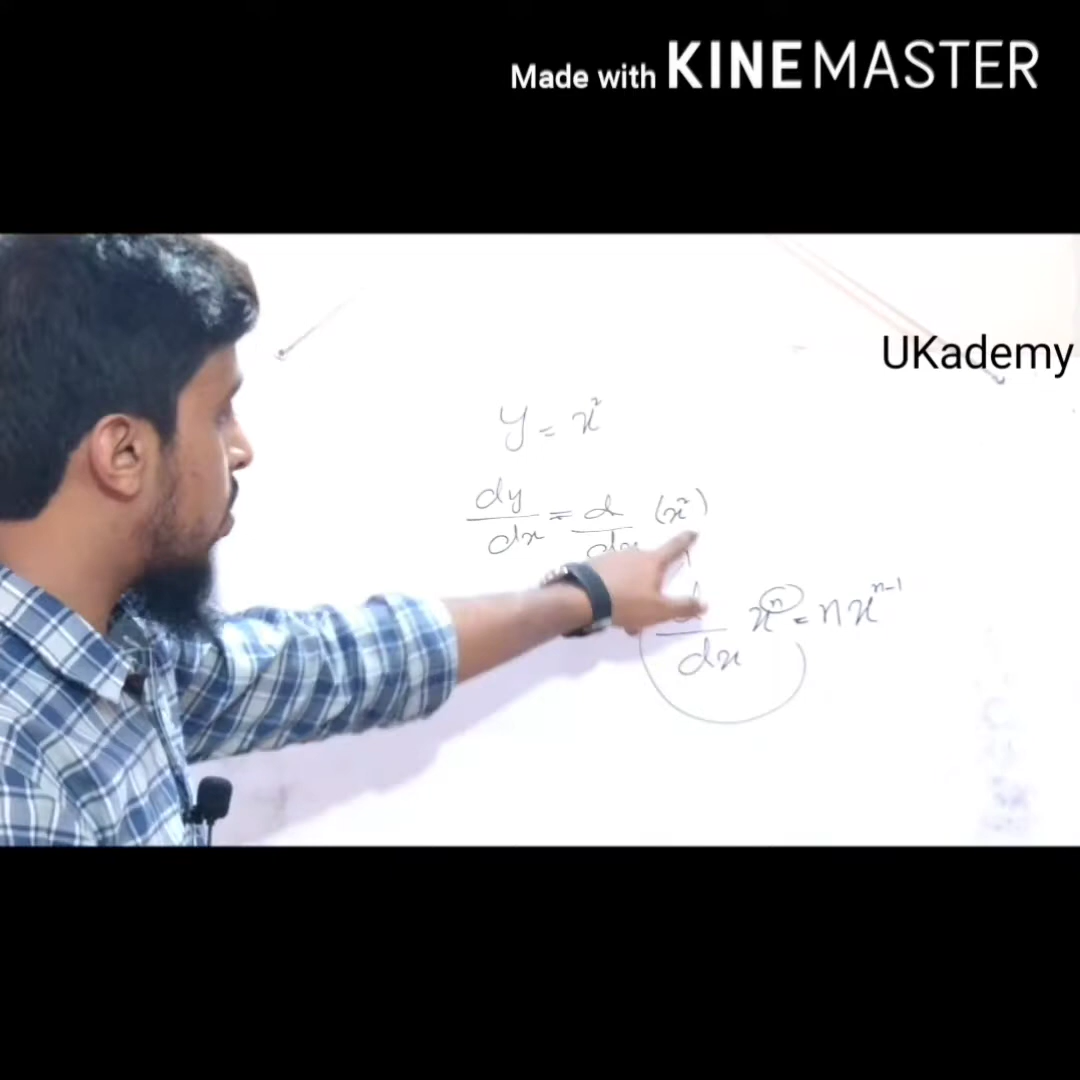 Made with KINEMASTER
UKademy
y = x²
dy/dx = d/dx (x²)
d/dx xⁿ = nxⁿ⁻¹